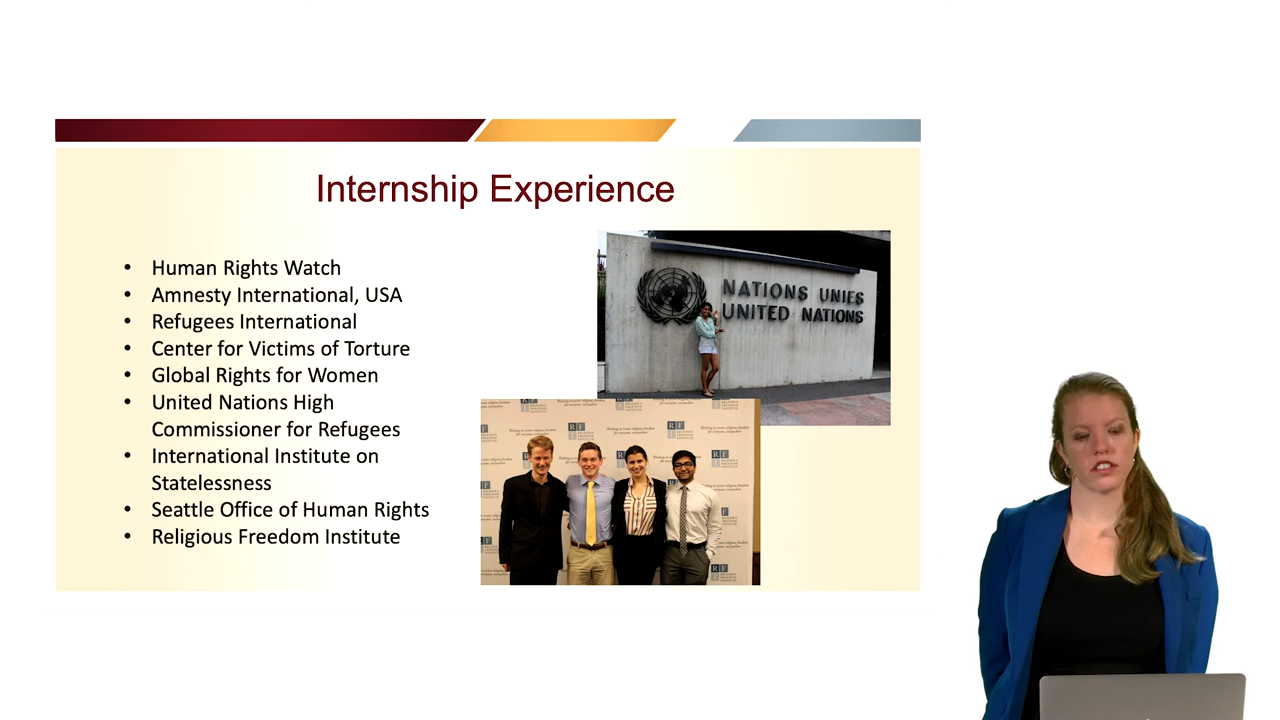 Internship Experience
• Human Rights Watch
• Amnesty International, USA
• Refugees International
• Center for Victims of Torture
• Global Rights for Women
• United Nations High
Commissioner for Refugees
• International Institute on
Statelessness
• Seattle Office of Human Rights
• Religious Freedom Institute
NATIONS UNIES
UNITED NATIONS
RF